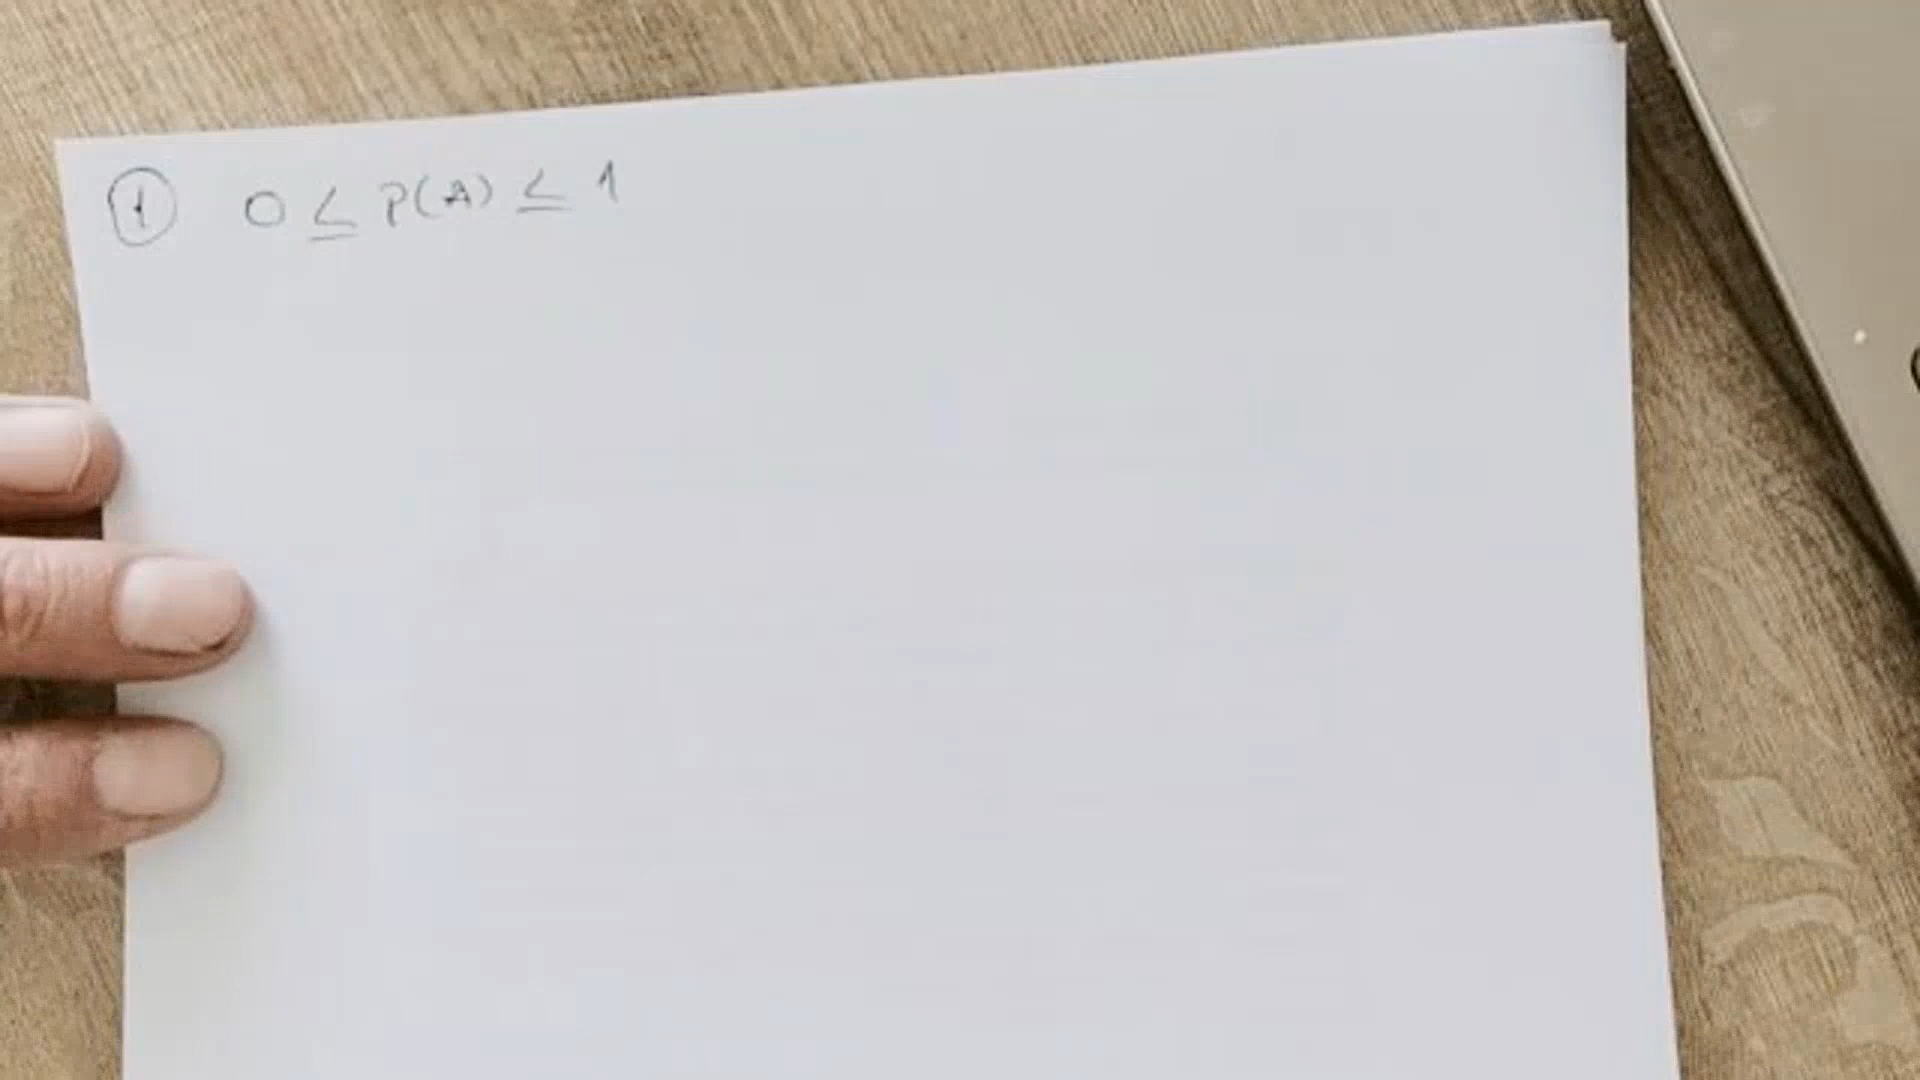 ① 0 ≤ P(A) ≤ 1